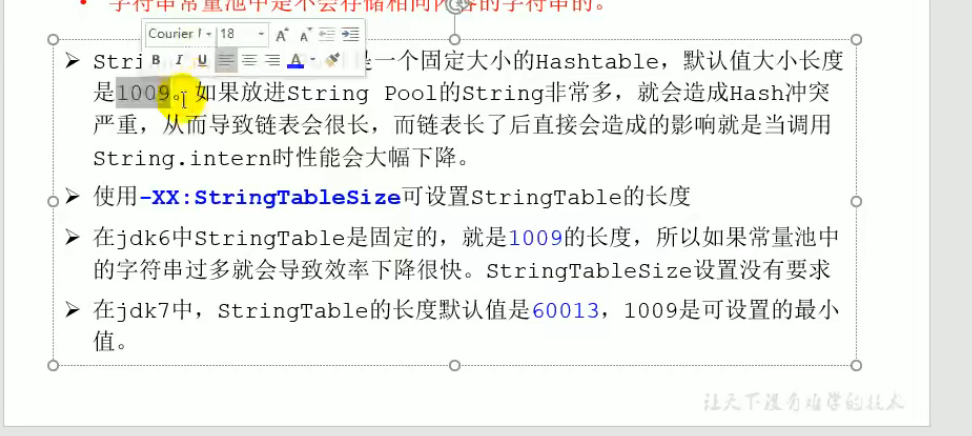 • 字符串常量池中是不会存储相同内容的字符串的。
Courier 18
B I U A
Stri 是一个固定大小的Hashtable，默认值大小长度
是1009。如果放进String Pool的String非常多，就会造成Hash冲突
严重，从而导致链表会很长，而链表长了后直接会造成的影响就是当调用
String.intern时性能会大幅下降。
使用-XX:StringTableSize可设置StringTable的长度
在jdk6中StringTable是固定的，就是1009的长度，所以如果常量池中
的字符串过多就会导致效率下降很快。StringTableSize设置没有要求
在jdk7中，StringTable的长度默认值是60013，1009是可设置的最小
值。
让天下没有难学的技术